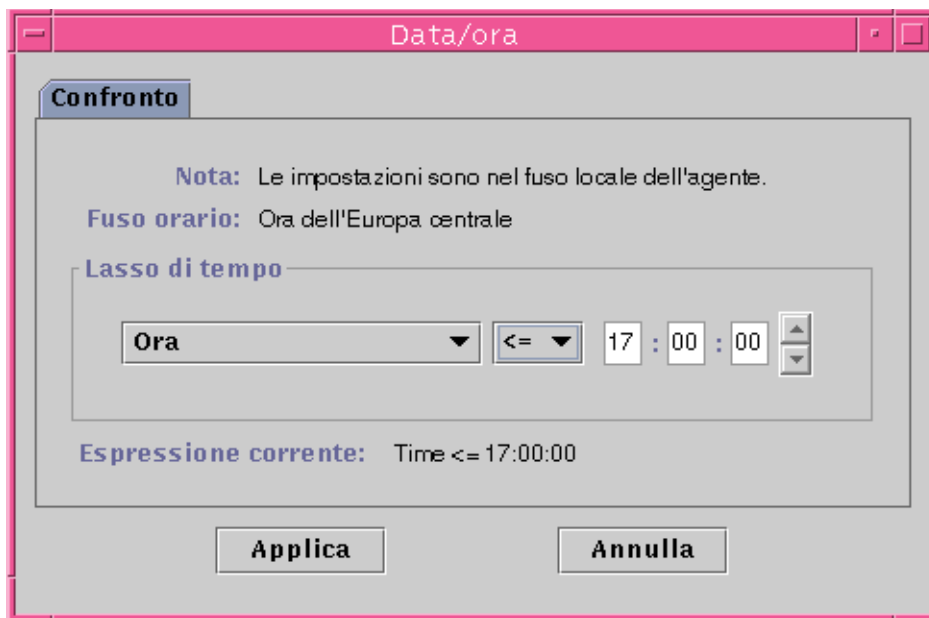 Data/ora
Confronto
Nota: Le impostazioni sono nel fuso locale dell'agente.
Fuso orario: Ora dell'Europa centrale
Lasso di tempo
Ora <= 17 : 00 : 00
Espressione corrente: Time <= 17:00:00
Applica Annulla